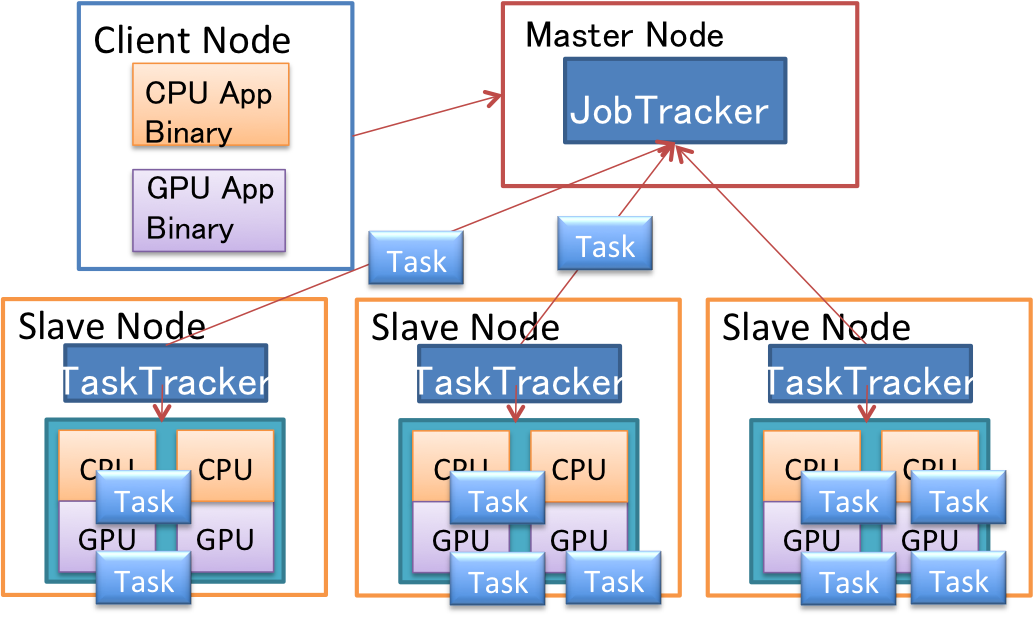 Client Node
CPU App
Binary
GPU App
Binary
Master Node
JobTracker
Task
Task
Slave Node
TaskTracker
CPU
CPU
Task
GPU
GPU
Task
Slave Node
TaskTracker
CPU
CPU
Task
GPU
GPU
Task
Task
Slave Node
TaskTracker
CPU
CPU
Task
Task
GPU
GPU
Task
Task